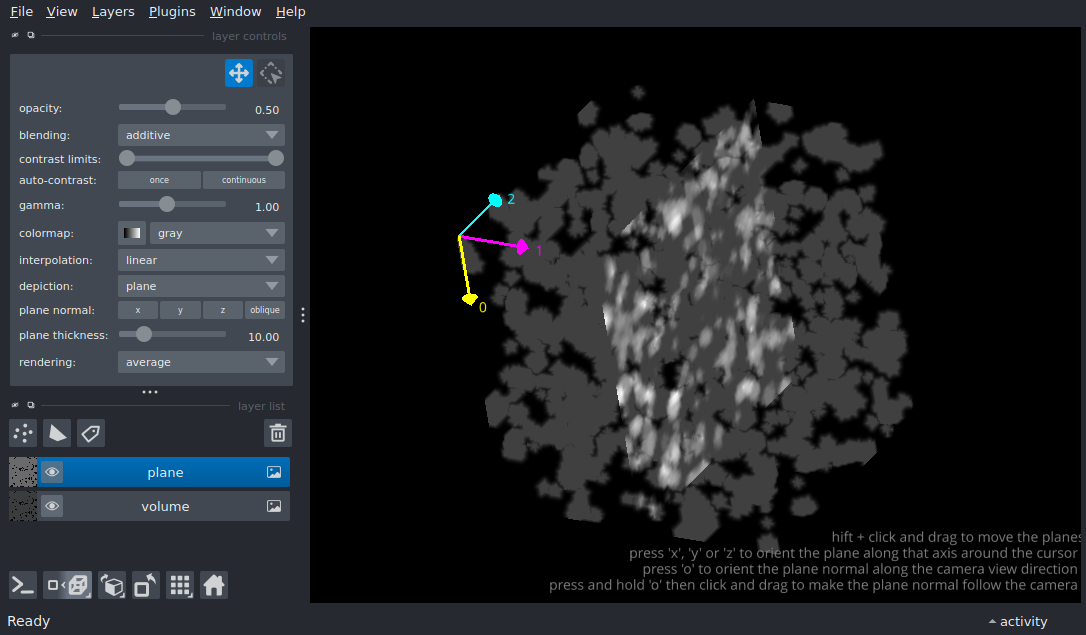 File View Layers Plugins Window Help
layer controls
opacity: 0.50
blending: additive
contrast limits:
auto-contrast: once continuous
gamma: 1.00
colormap: gray
interpolation: linear
depiction: plane
plane normal: x y z oblique
plane thickness: 10.00
rendering: average
layer list
plane
volume
2
1
0
hift + click and drag to move the planes
press 'x', 'y' or 'z' to orient the plane along that axis around the cursor
press 'o' to orient the plane normal along the camera view direction
press and hold 'o' then click and drag to make the plane normal follow the camera
Ready
activity